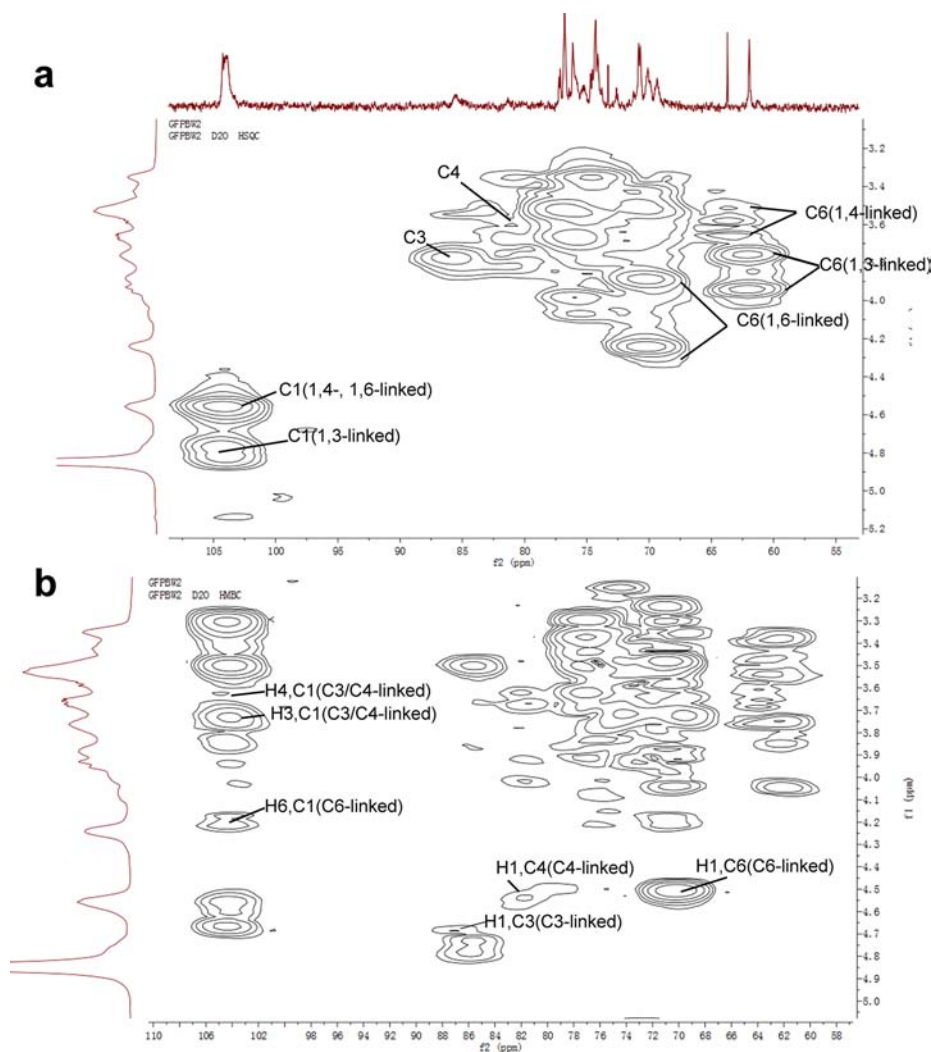 a
GFPBW2
GFPBW2 D2O HSQC
C4
C3
C6(1,4-linked)
C6(1,3-linked)
C6(1,6-linked)
C1(1,4-, 1,6-linked)
C1(1,3-linked)
3.2
3.4
3.6
3.8
4.0
4.2
4.4
4.6
4.8
5.0
5.2
105 100 95 90 85 80 75 70 65 60 55
f2 (ppm)
b
GFPBW2
GFPBW2 D2O HMBC
H4,C1(C3/C4-linked)
H3,C1(C3/C4-linked)
H6,C1(C6-linked)
H1,C4(C4-linked)
H1,C6(C6-linked)
H1,C3(C3-linked)
3.2
3.3
3.4
3.5
3.6
3.7
3.8
3.9
4.0
4.1
4.2
4.3
4.4
4.5
4.6
4.7
4.8
4.9
5.0
f1 (ppm)
110 108 106 104 102 100 98 96 94 92 90 88 86 84 82 80 78 76 74 72 70 68 66 64 62 60 58
f2 (ppm)